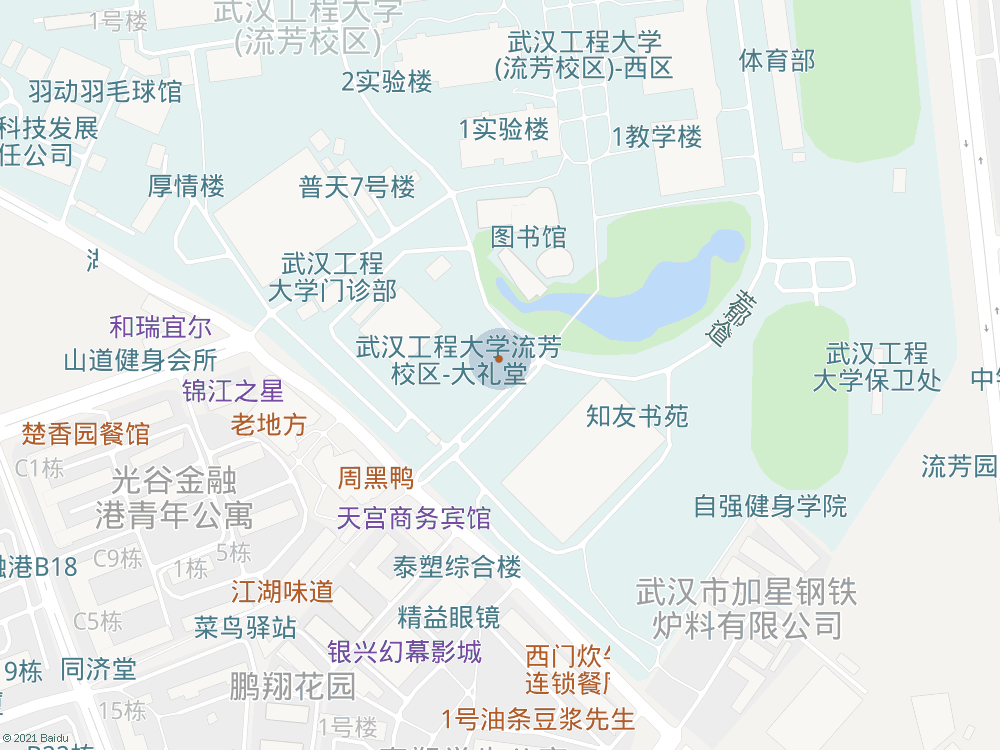 武汉工程大学
(流芳校区)
1号楼
武汉工程大学
(流芳校区)-西区
体育部
2实验楼
羽动羽毛球馆
科技发展
任公司
1实验楼
1教学楼
厚情楼
普天7号楼
图书馆
武汉工程
大学门诊部
和瑞宜尔
山道健身会所
武汉工程大学流芳
校区-大礼堂
武汉工程
大学保卫处
锦江之星
老地方
楚香园餐馆
知友书苑
C1栋
光谷金融
港青年公寓
周黑鸭
流芳园
自强健身学院
天宫商务宾馆
C9栋
5栋
1栋
融港B18
泰塑综合楼
江湖味道
武汉市加星钢铁
炉料有限公司
C5栋
菜鸟驿站
精益眼镜
银兴幻幕影城
西门炊
连锁餐厅
9栋
同济堂
鹏翔花园
15栋
1号楼
1号油条豆浆先生
© 2021 Baidu